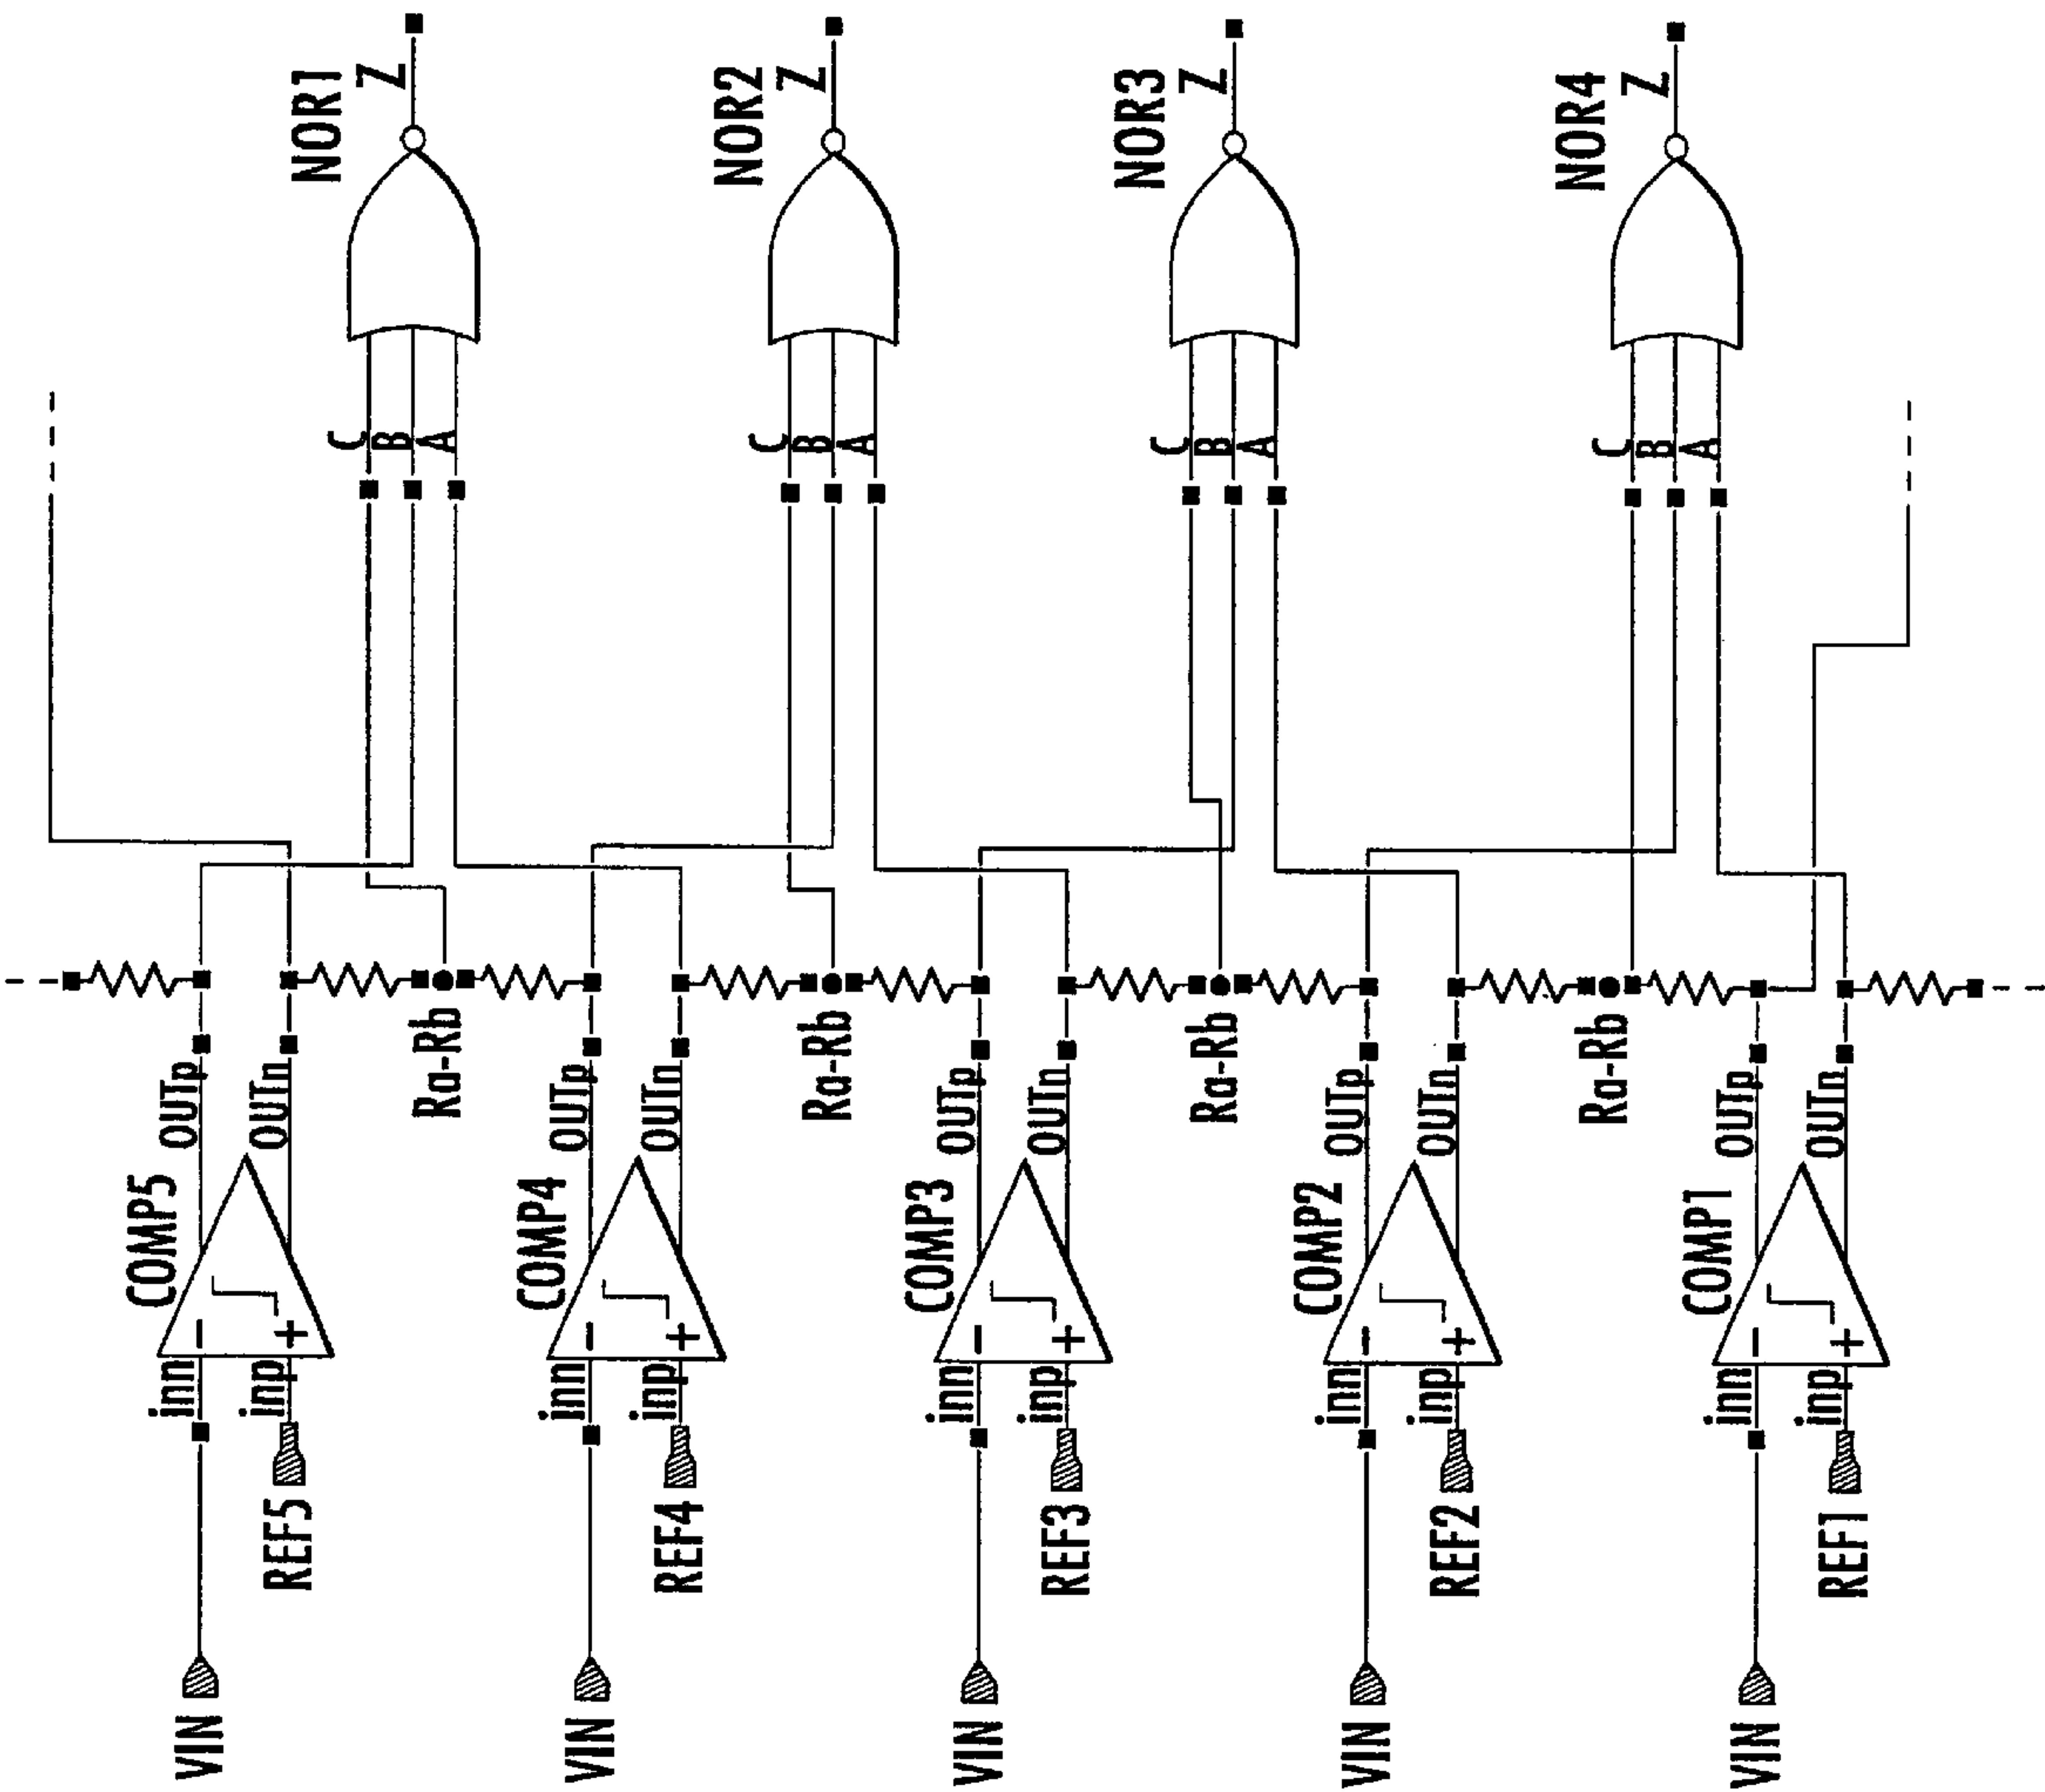 NOR1
Z
NOR2
Z
NOR3
Z
NOR4
Z
C
B
A
C
B
A
C
B
A
C
B
A
Ra-Rb
Ra-Rb
Ra-Rb
Ra-Rb
COMP5
OUTp
OUTn
COMP4
OUTp
OUTn
COMP3
OUTp
OUTn
COMP2
OUTp
OUTn
COMP1
OUTp
OUTn
−
+
−
+
−
+
−
+
−
+
inn
inp
inn
inp
inn
inp
inn
inp
inn
inp
REF5
REF4
REF3
REF2
REF1
VIN
VIN
VIN
VIN
VIN